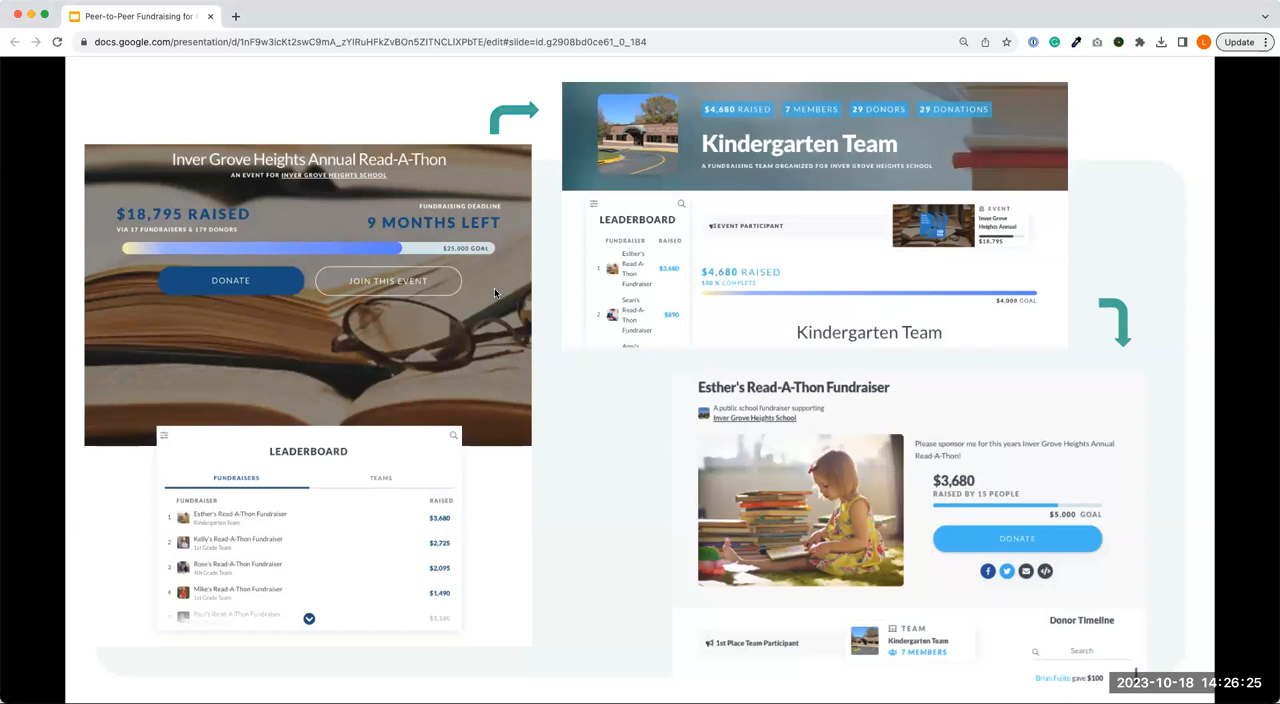 Peer-to-Peer Fundraising for
docs.google.com/presentation/d/1nF9w3icKt2swC9mA_zYlRuHFkZvBOn5ZITNCLIXPbTE/edit#slide=id.g2908bd0ce61_0_184
Update
Inver Grove Heights Annual Read-A-Thon
AN EVENT FOR INVER GROVE HEIGHTS SCHOOL
$18,795 RAISED
VIA 17 FUNDRAISERS & 179 DONORS
FUNDRAISING DEADLINE
9 MONTHS LEFT
$25,000 GOAL
DONATE
JOIN THIS EVENT
LEADERBOARD
FUNDRAISERS TEAMS
FUNDRAISER RAISED
1 Esther's Read-A-Thon Fundraiser $3,680
Kindergarten Team
2 Kelly's Read-A-Thon Fundraiser $2,725
1st Grade Team
3 Rose's Read-A-Thon Fundraiser $2,095
4th Grade Team
4 Mike's Read-A-Thon Fundraiser $1,490
1st Grade Team
Paul's Read-A-Thon Fundraiser
$4,680 RAISED 7 MEMBERS 29 DONORS 29 DONATIONS
Kindergarten Team
A FUNDRAISING TEAM ORGANIZED FOR INVER GROVE HEIGHTS SCHOOL
LEADERBOARD
FUNDRAISER RAISED
1 Esther's Read-A-Thon Fundraiser $3,680
2 Sean's Read-A-Thon Fundraiser $890
EVENT PARTICIPANT
EVENT
Inver Grove Heights Annual
$18,795
$4,680 RAISED
100% COMPLETE
$4,000 GOAL
Kindergarten Team
Esther's Read-A-Thon Fundraiser
A public school fundraiser supporting
Inver Grove Heights School
Please sponsor me for this years Inver Grove Heights Annual
Read-A-Thon!
$3,680
RAISED BY 15 PEOPLE
$5,000 GOAL
DONATE
1st Place Team Participant
TEAM
Kindergarten Team
7 MEMBERS
Donor Timeline
Search
Brian Fujito gave $100
2023-10-18 14:26:25